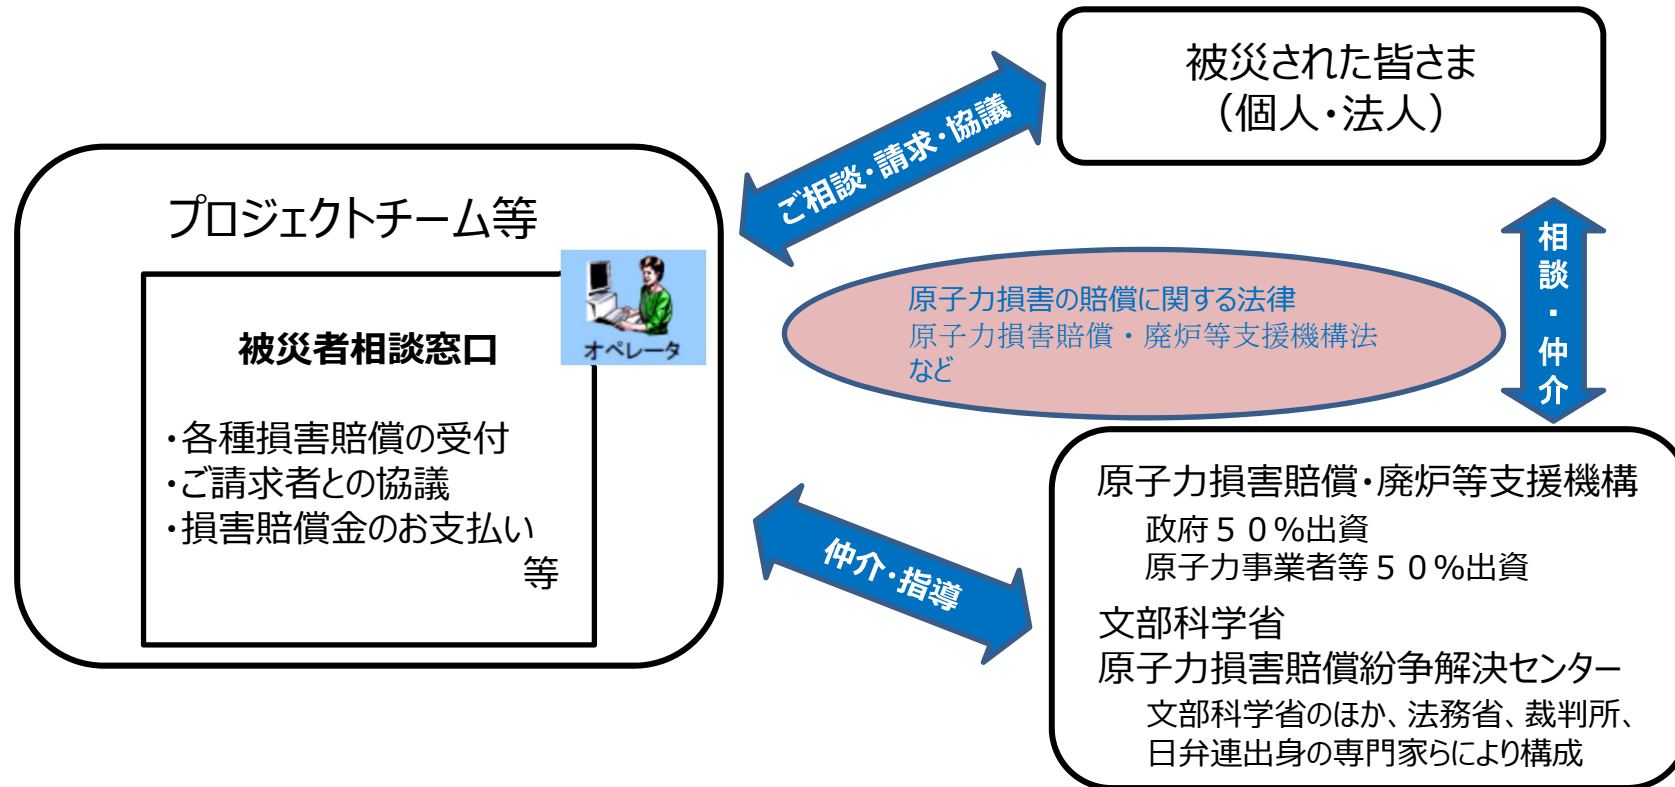 被災された皆さま
（個人・法人）
ご相談・請求・協議
プロジェクトチーム等
オペレータ
被災者相談窓口
・各種損害賠償の受付
・ご請求者との協議
・損害賠償金のお支払い
等
原子力損害の賠償に関する法律
原子力損害賠償・廃炉等支援機構法
など
相談・仲介
仲介・指導
原子力損害賠償・廃炉等支援機構
政府５０％出資
原子力事業者等５０％出資
文部科学省
原子力損害賠償紛争解決センター
文部科学省のほか、法務省、裁判所、
日弁連出身の専門家らにより構成